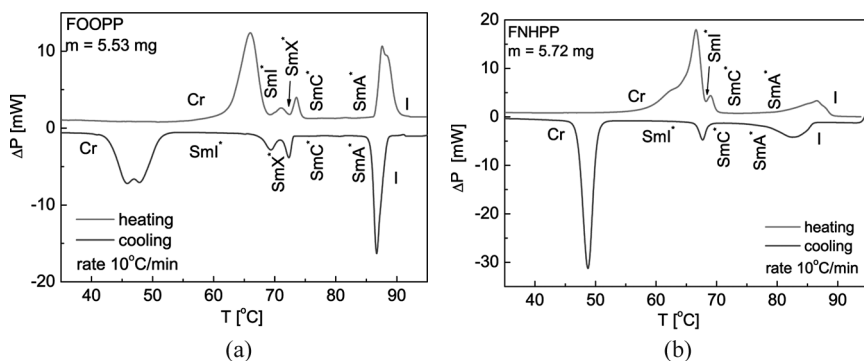 FOOPP
m = 5.53 mg
ΔP [mW]
10
0
-10
-20
Cr
SmI*
SmX*
SmC*
SmA*
I
Cr
SmI*
SmX*
SmC*
SmA*
I
heating
cooling
rate 10°C/min
40 50 60 70 80 90
T [°C]
(a)
FNHPP
m = 5.72 mg
ΔP [mW]
20
10
0
-10
-20
-30
Cr
SmI*
SmC*
SmA*
I
Cr
SmI*
SmC*
SmA*
I
heating
cooling
rate 10°C/min
40 50 60 70 80 90
T [°C]
(b)